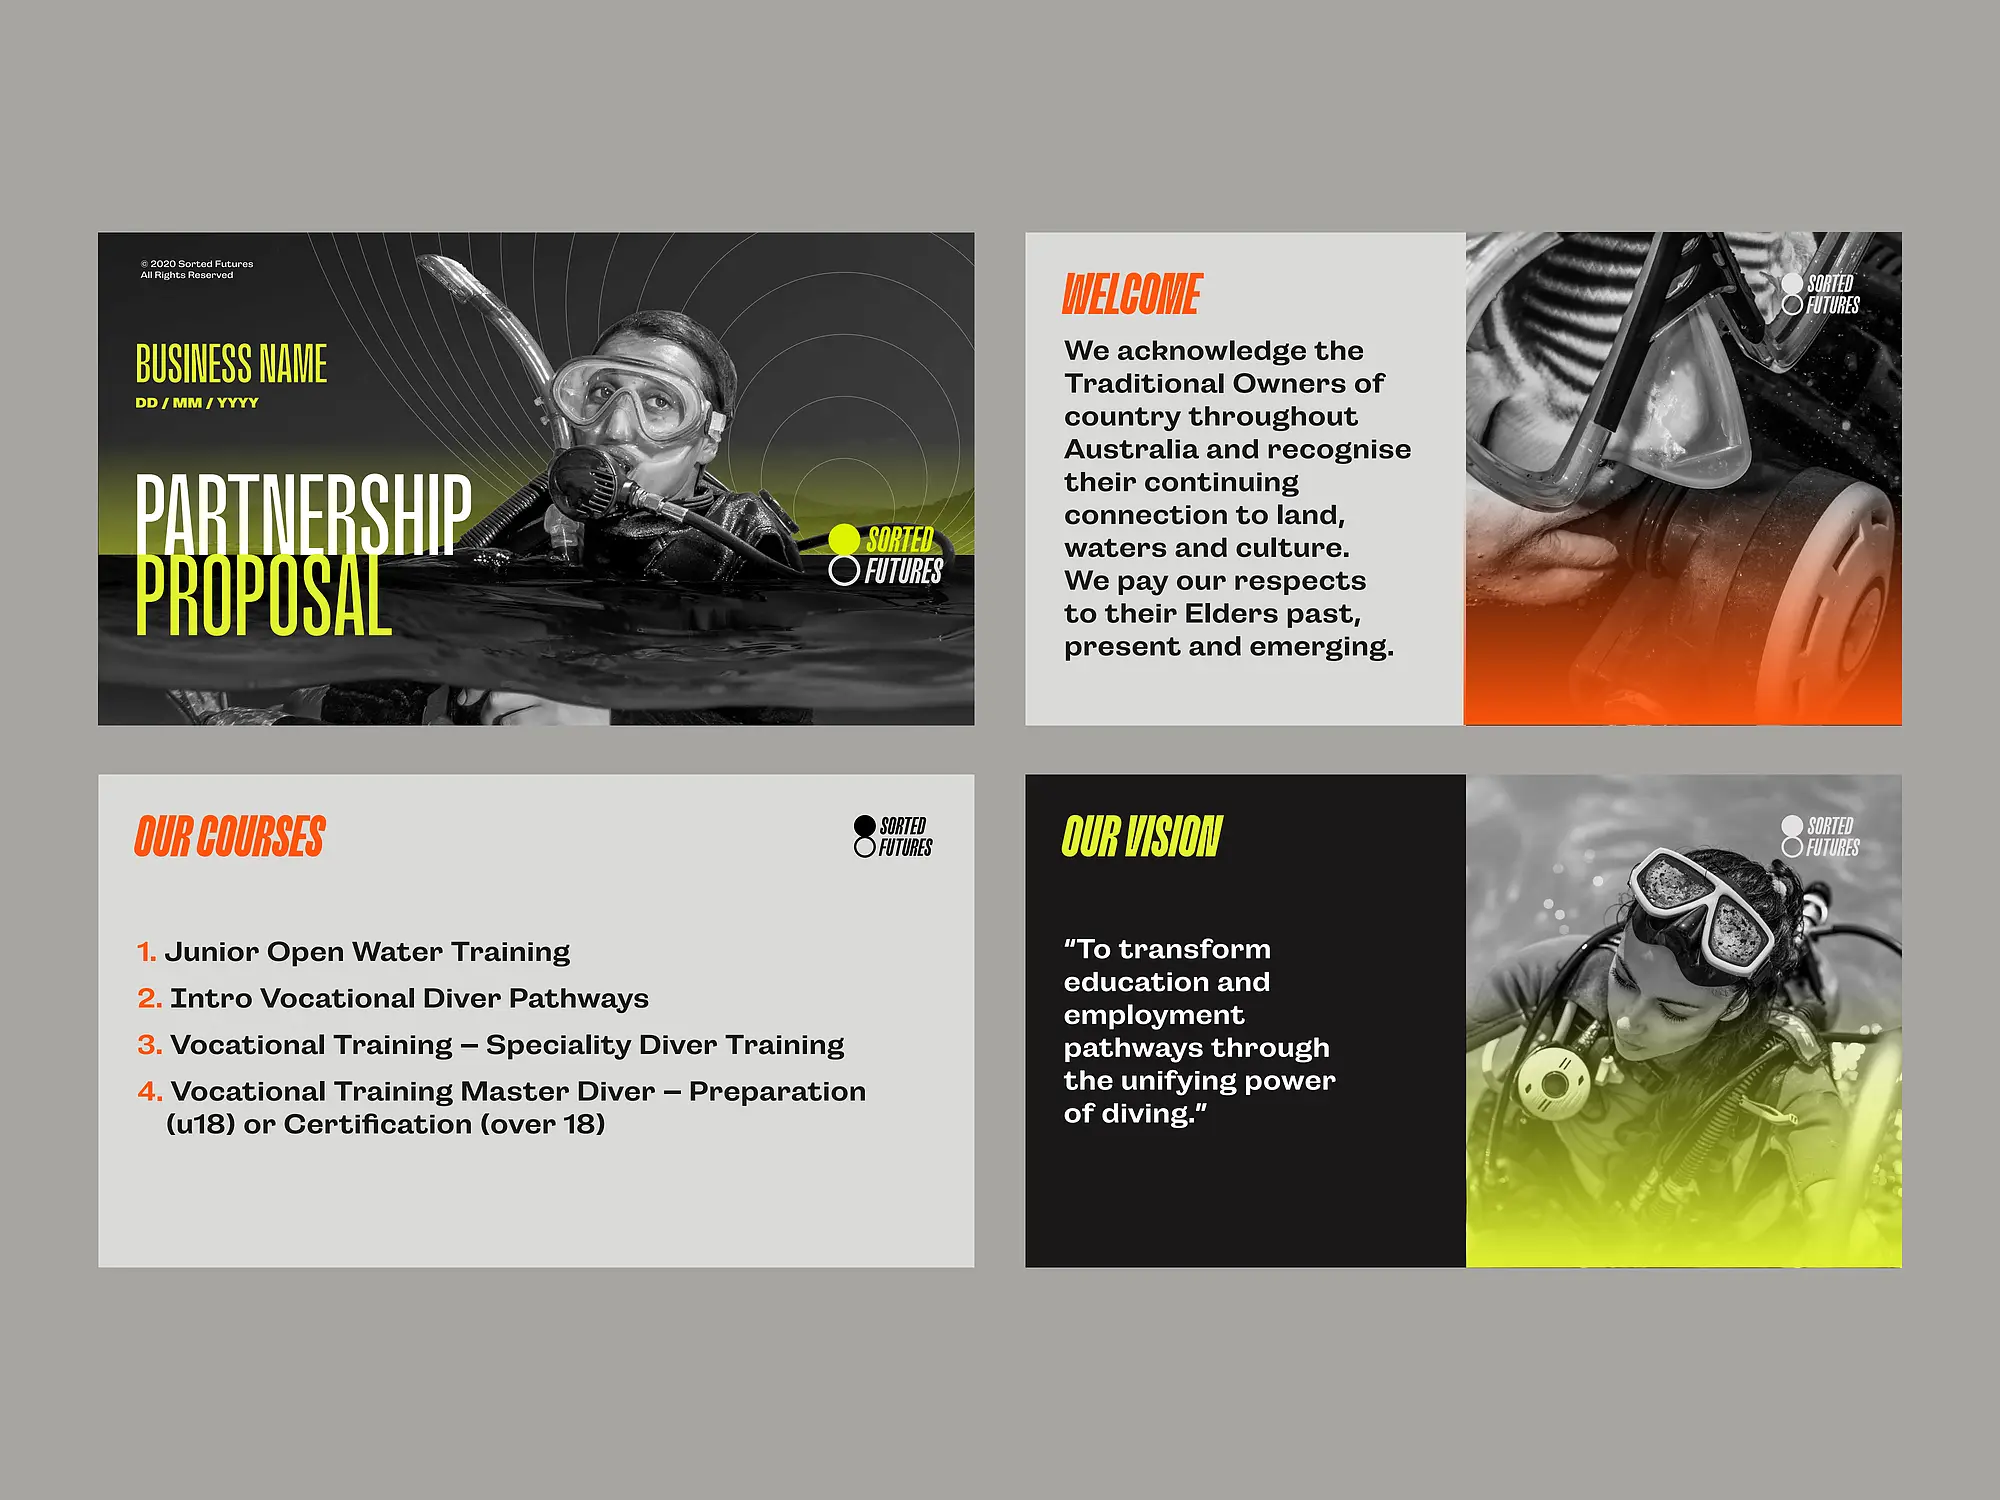 © 2020 Sorted Futures
All Rights Reserved
BUSINESS NAME
DD / MM / YYYY
PARTNERSHIP
PROPOSAL
SORTED
FUTURES
WELCOME
We acknowledge the
Traditional Owners of
country throughout
Australia and recognise
their continuing
connection to land,
waters and culture.
We pay our respects
to their Elders past,
present and emerging.
SORTED
FUTURES
OUR COURSES
SORTED
FUTURES
1. Junior Open Water Training
2. Intro Vocational Diver Pathways
3. Vocational Training – Speciality Diver Training
4. Vocational Training Master Diver – Preparation
(u18) or Certification (over 18)
OUR VISION
"To transform
education and
employment
pathways through
the unifying power
of diving."
SORTED
FUTURES